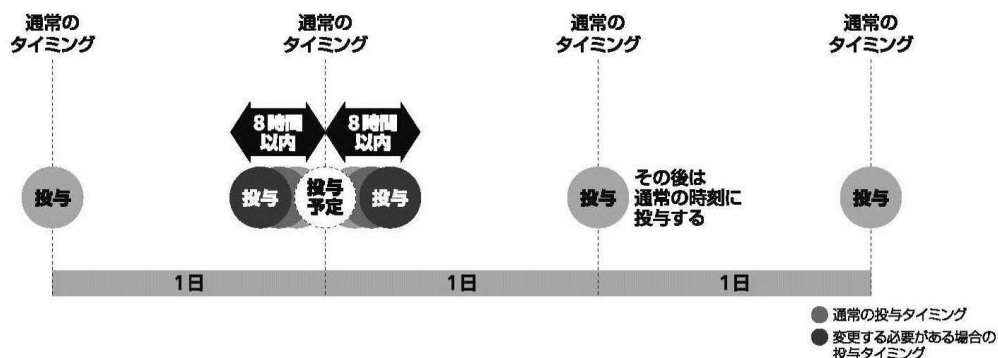 通常の
タイミング
通常の
タイミング
通常の
タイミング
通常の
タイミング
8時間
以内
8時間
以内
投与
投与
投与
予定
投与
投与
その後は
通常の時刻に
投与する
投与
1日
1日
1日
通常の投与タイミング
変更する必要がある場合の
投与タイミング